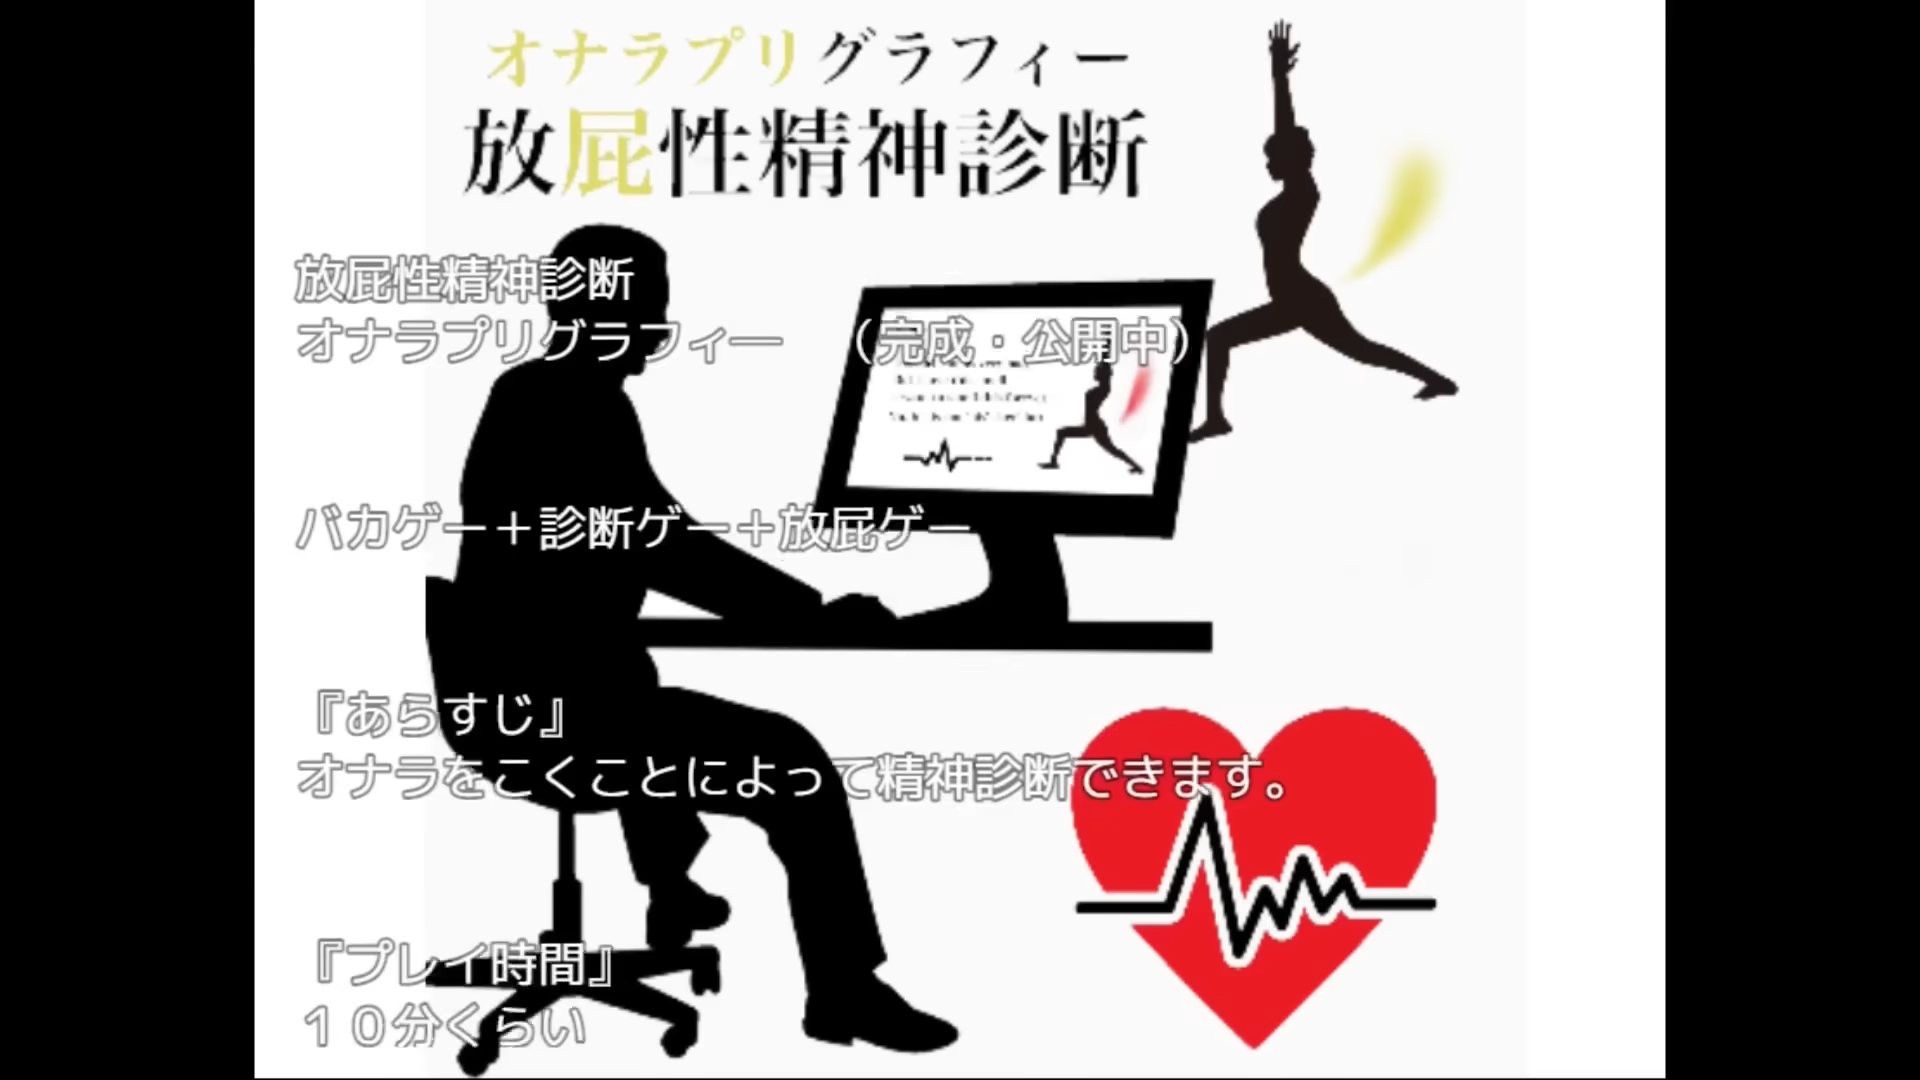 オナラプリグラフィー
放屁性精神診断
放屁性精神診断
オナラプリグラフィー　（完成・公開中）
バカゲー＋診断ゲー＋放屁ゲー
『あらすじ』
オナラをこくことによって精神診断できます。
『プレイ時間』
１０分くらい